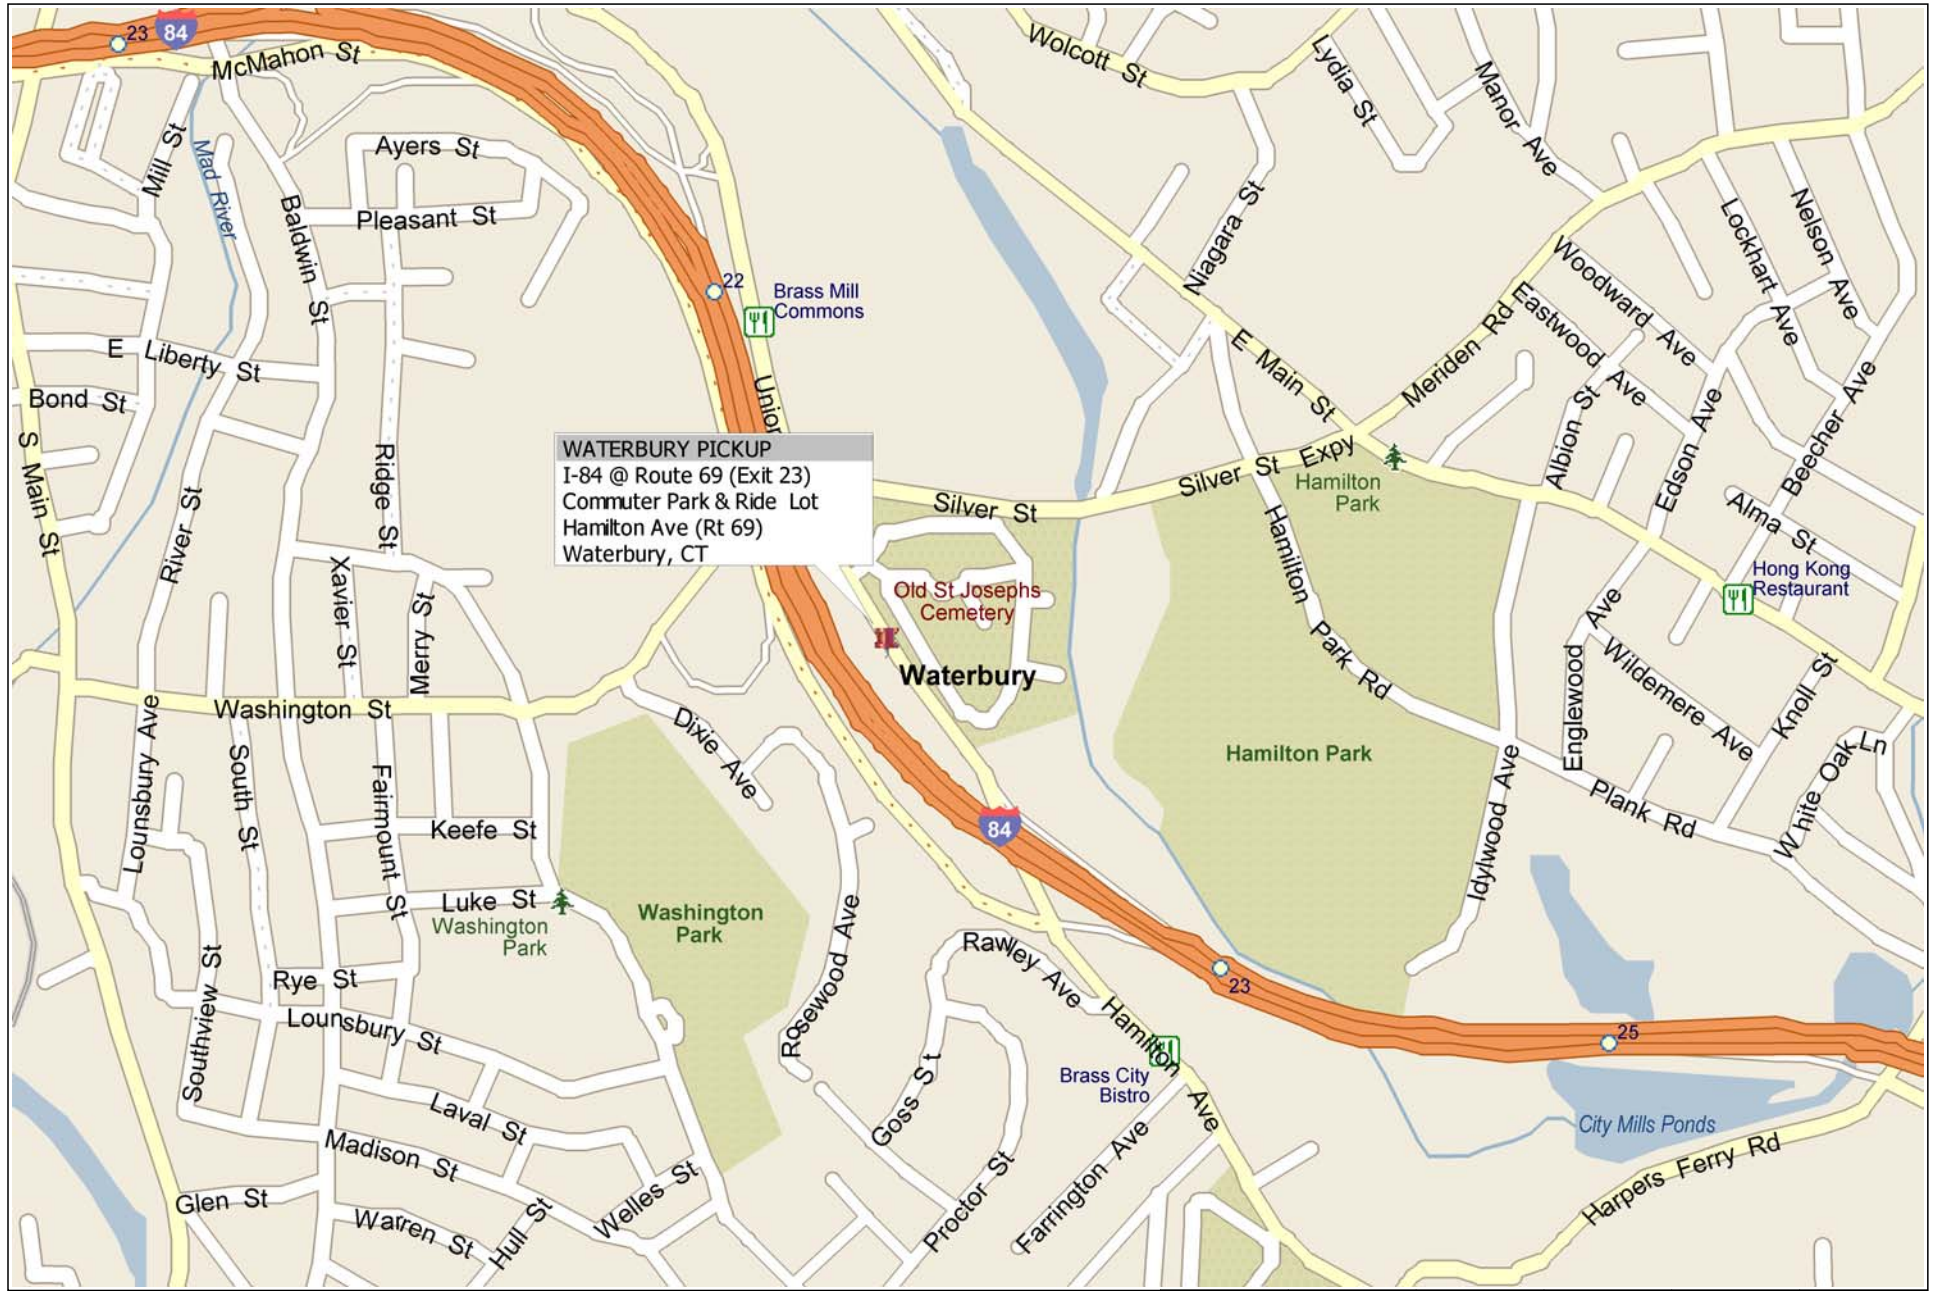 23
84
McMahon St
Wolcott St
Lydia St
Manor Ave
Mill St
Mad River
Ayers St
Pleasant St
Baldwin St
Niagara St
Lockhart Ave
Nelson Ave
Woodward Ave
Eastwood Ave
22
Brass Mill
Commons
E Main St
Meriden Rd
E Liberty St
Bond St
Union
S Main St
River St
Ridge St
WATERBURY PICKUP
I-84 @ Route 69 (Exit 23)
Commuter Park & Ride Lot
Hamilton Ave (Rt 69)
Waterbury, CT
Silver St
Silver St Expy
Hamilton
Park
Albion St
Edson Ave
Beecher Ave
Alma St
Hong Kong
Restaurant
Xavier St
Merry St
Old St Josephs
Cemetery
Waterbury
Hamilton Park Rd
Englewood Ave
Wildemere Ave
Knoll St
White Oak Ln
Plank Rd
Idylwood Ave
Hamilton Park
Washington St
Dixie Ave
Lounsbury Ave
South St
Fairmount St
Keefe St
Luke St
Washington
Park
Washington
Park
84
Rosewood Ave
Rawley Ave
Southview St
Rye St
Lounsbury St
23
25
Hamilton Ave
Brass City
Bistro
Goss St
Laval St
Madison St
Glen St
Warren St
Hull St
Welles St
Proctor St
Farrington Ave
City Mills Ponds
Harpers Ferry Rd